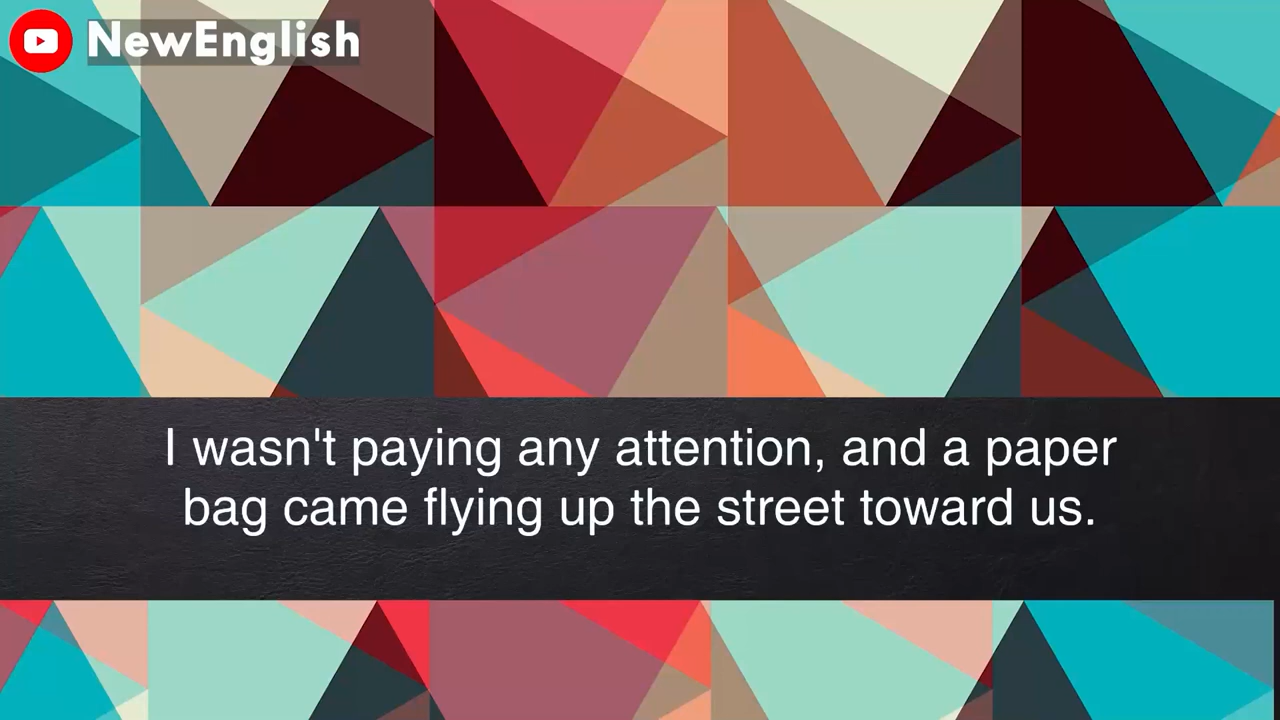 NewEnglish
I wasn't paying any attention, and a paper
bag came flying up the street toward us.